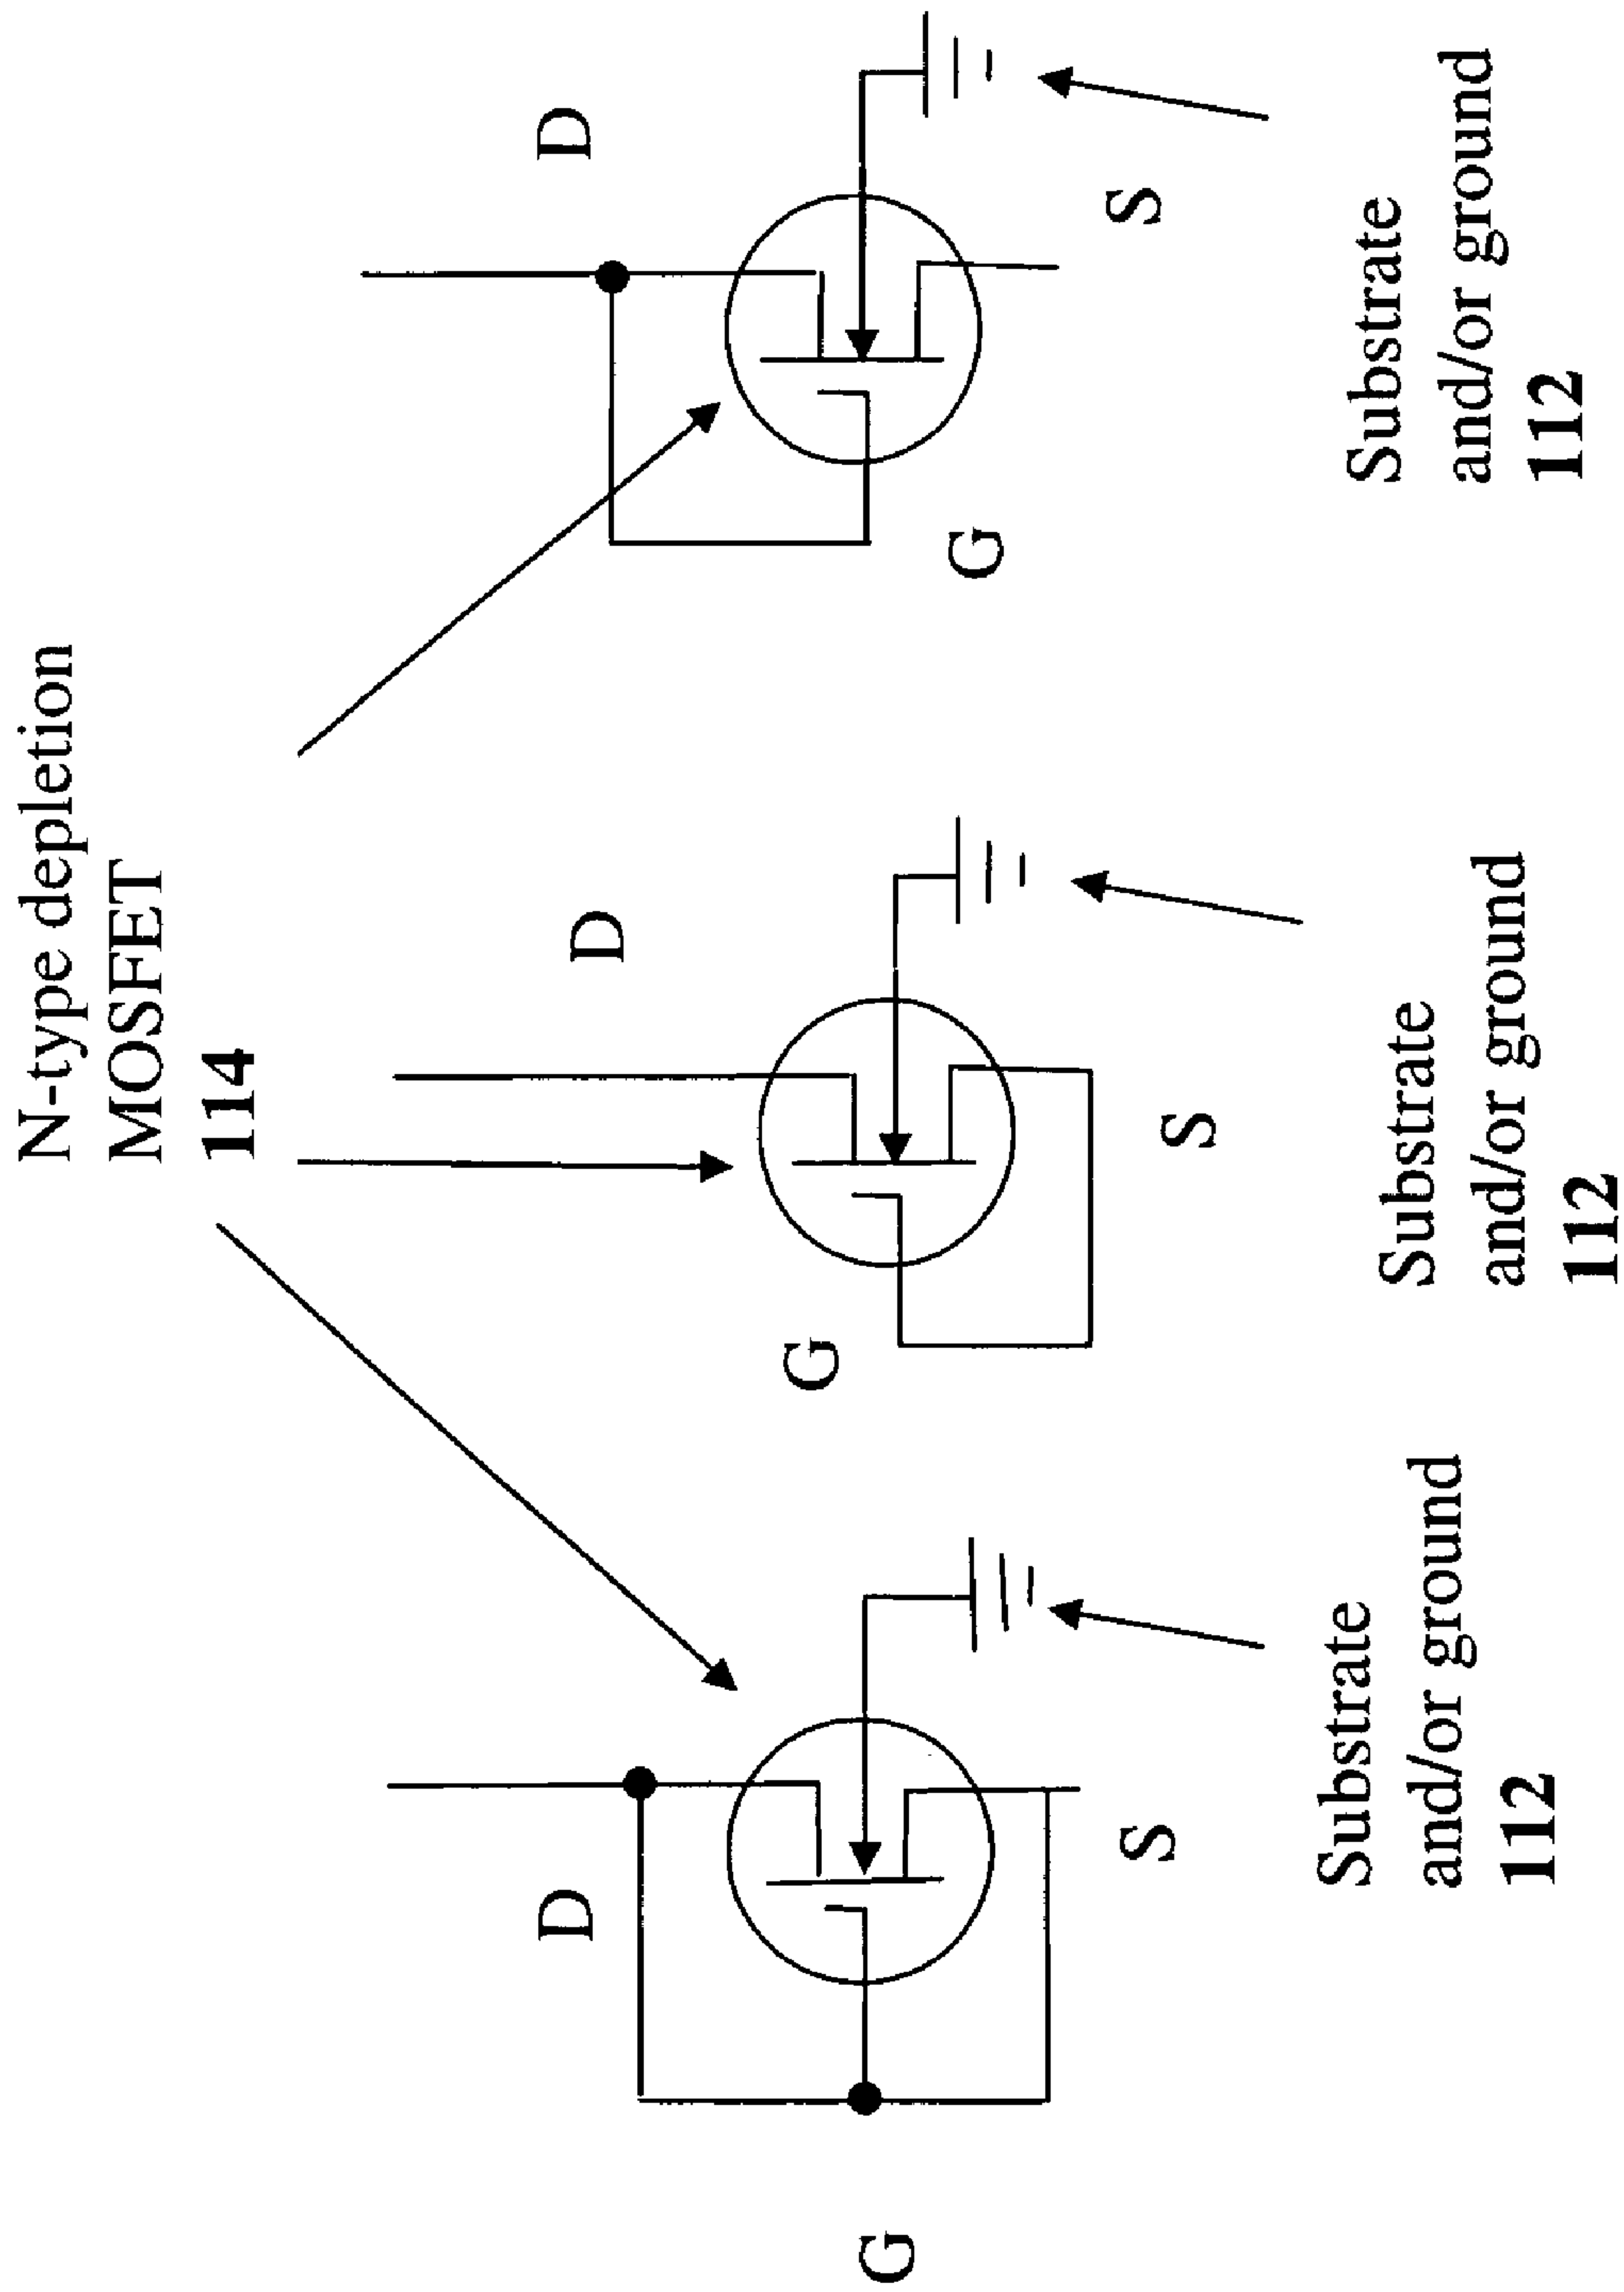 N-type depletion
MOSFET
114
D
G
S
Substrate
and/or ground
112
D
G
S
Substrate
and/or ground
112
D
G
S
Substrate
and/or ground
112